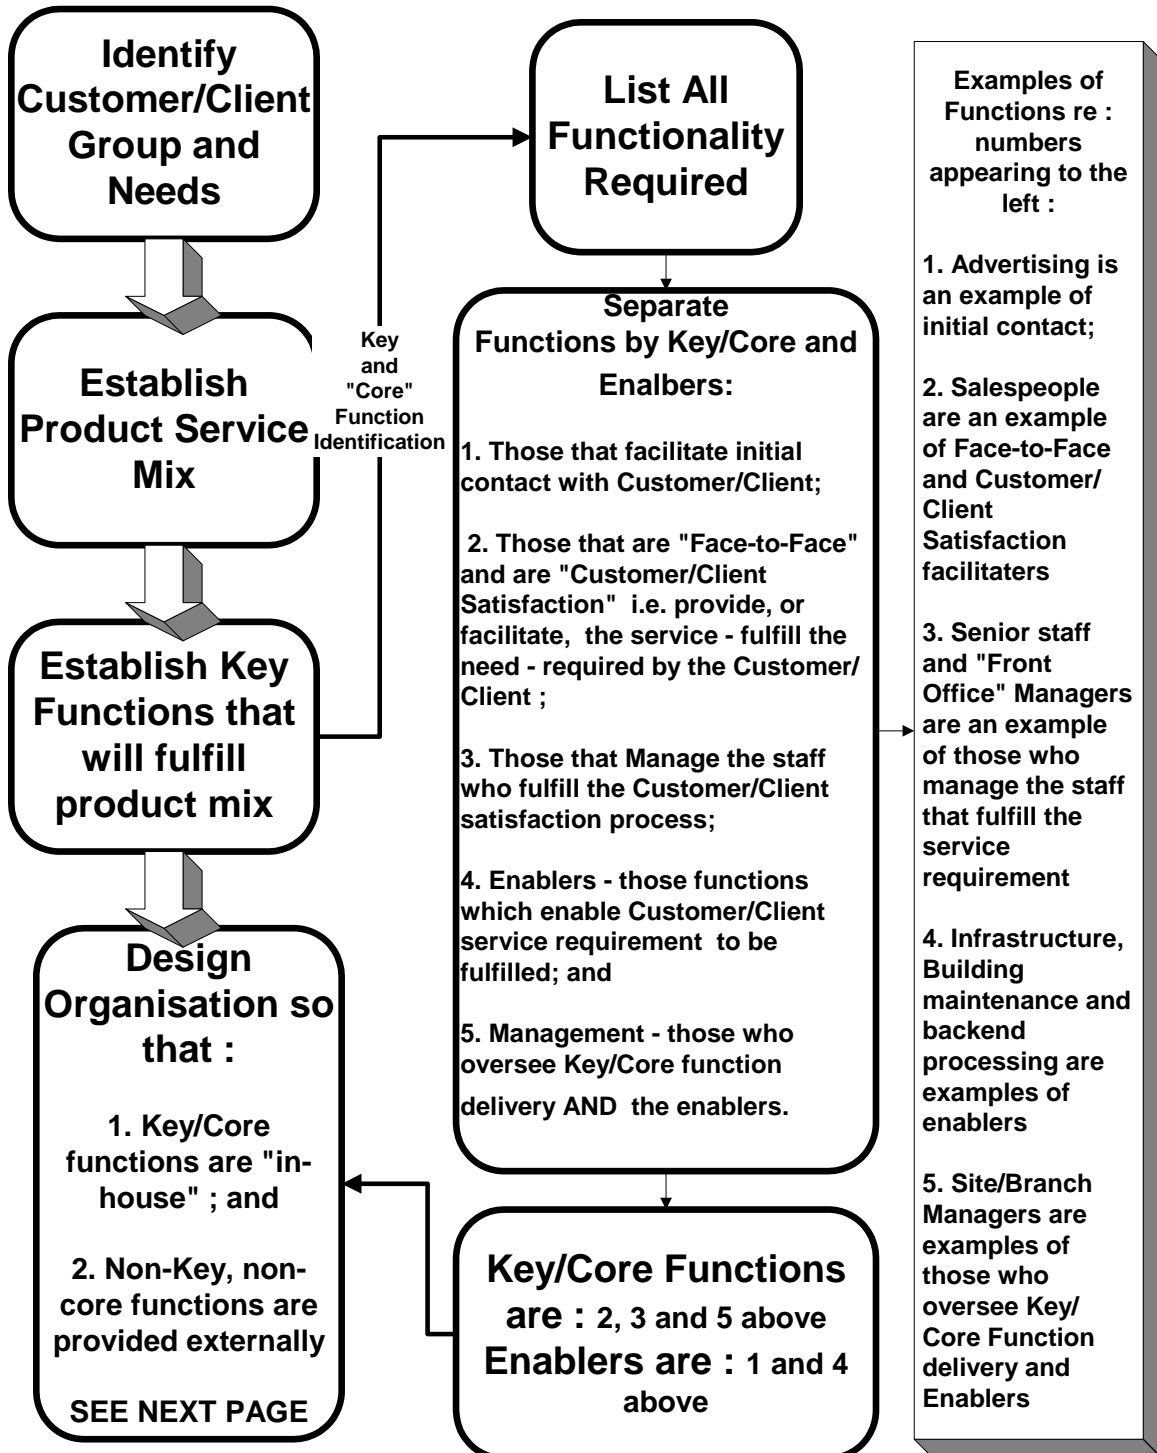 Identify
Customer/Client
Group and
Needs
Establish
Product Service
Mix
Establish Key
Functions that
will fulfill
product mix
Design
Organisation so
that :
1. Key/Core
functions are "in-
house" ; and
2. Non-Key, non-
core functions are
provided externally
SEE NEXT PAGE
Key
and
"Core"
Function
Identification
List All
Functionality
Required
Separate
Functions by Key/Core and
Enalbers:
1. Those that facilitate initial
contact with Customer/Client;
2. Those that are "Face-to-Face"
and are "Customer/Client
Satisfaction" i.e. provide, or
facilitate, the service - fulfill the
need - required by the Customer/
Client ;
3. Those that Manage the staff
who fulfill the Customer/Client
satisfaction process;
4. Enablers - those functions
which enable Customer/Client
service requirement to be
fulfilled; and
5. Management - those who
oversee Key/Core function
delivery AND the enablers.
Key/Core Functions
are : 2, 3 and 5 above
Enablers are : 1 and 4
above
Examples of
Functions re :
numbers
appearing to the
left :
1. Advertising is
an example of
initial contact;
2. Salespeople
are an example
of Face-to-Face
and Customer/
Client
Satisfaction
facilitaters
3. Senior staff
and "Front
Office" Managers
are an example
of those who
manage the staff
that fulfill the
service
requirement
4. Infrastructure,
Building
maintenance and
backend
processing are
examples of
enablers
5. Site/Branch
Managers are
examples of
those who
oversee Key/
Core Function
delivery and
Enablers